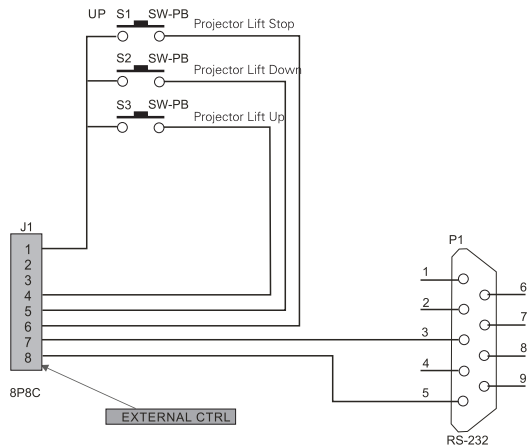 UP S1 SW-PB Projector Lift Stop
S2 SW-PB Projector Lift Down
S3 SW-PB Projector Lift Up
J1
1
2
3
4
5
6
7
8
8P8C
EXTERNAL CTRL
P1
1
6
2
7
3
8
4
9
5
RS-232